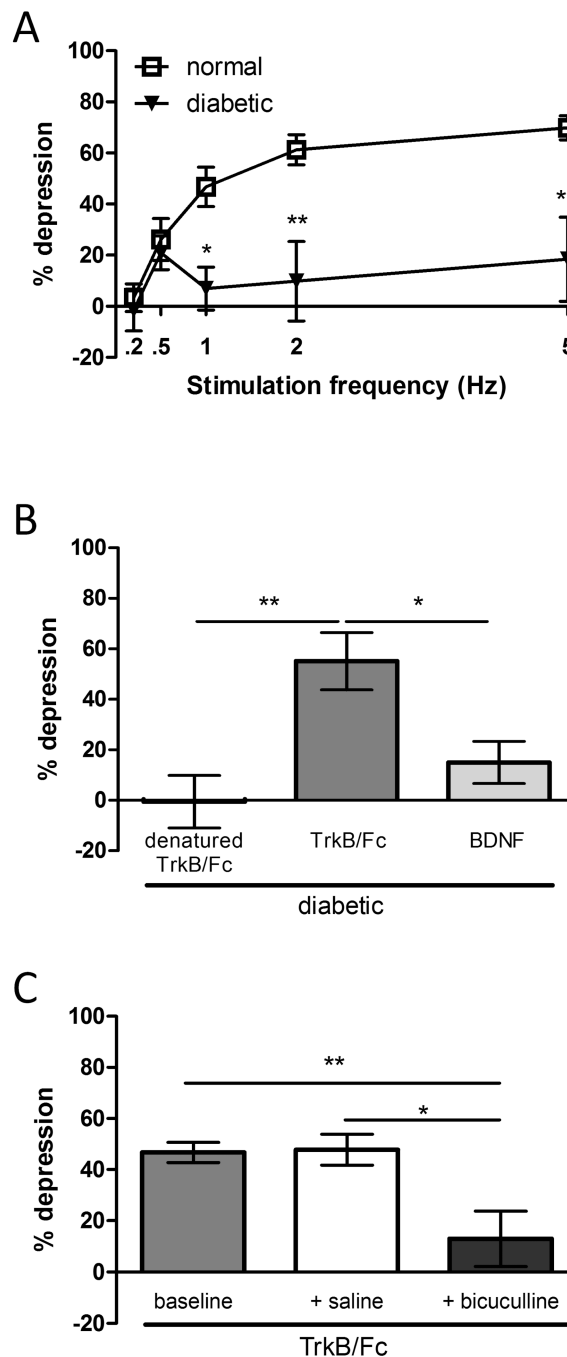 A
100
80
60
40
20
0
-20
% depression
normal
diabetic
*
**
**
.2 .5 1 2 5
Stimulation frequency (Hz)
B
100
80
60
40
20
0
-20
% depression
** *
denatured TrkB/Fc BDNF
TrkB/Fc
diabetic
C
100
80
60
40
20
0
-20
% depression
**
*
baseline + saline + bicuculline
TrkB/Fc